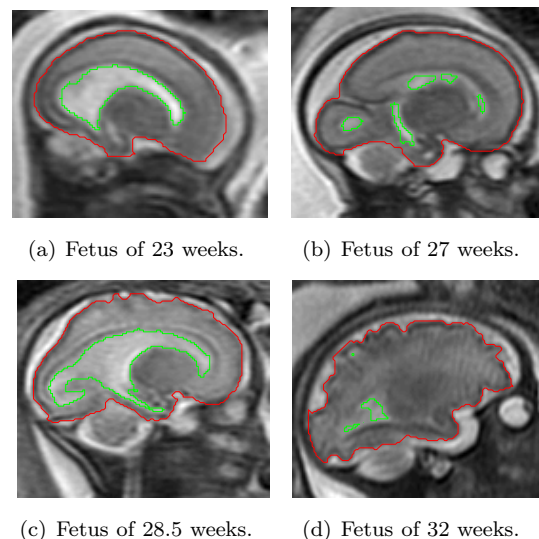 (a) Fetus of 23 weeks.
(b) Fetus of 27 weeks.
(c) Fetus of 28.5 weeks.
(d) Fetus of 32 weeks.